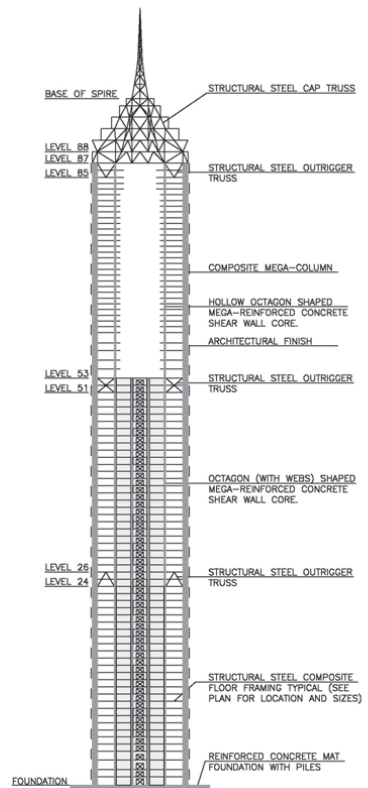 BASE OF SPIRE
STRUCTURAL STEEL CAP TRUSS
LEVEL 88
LEVEL 87
LEVEL 85
STRUCTURAL STEEL OUTRIGGER
TRUSS
COMPOSITE MEGA-COLUMN
HOLLOW OCTAGON SHAPED
MEGA-REINFORCED CONCRETE
SHEAR WALL CORE.
ARCHITECTURAL FINISH
LEVEL 53
LEVEL 51
STRUCTURAL STEEL OUTRIGGER
TRUSS
OCTAGON (WITH WEBS) SHAPED
MEGA-REINFORCED CONCRETE
SHEAR WALL CORE.
LEVEL 26
LEVEL 24
STRUCTURAL STEEL OUTRIGGER
TRUSS
STRUCTURAL STEEL COMPOSITE
FLOOR FRAMING TYPICAL (SEE
PLAN FOR LOCATION AND SIZES)
REINFORCED CONCRETE MAT
FOUNDATION WITH PILES
FOUNDATION